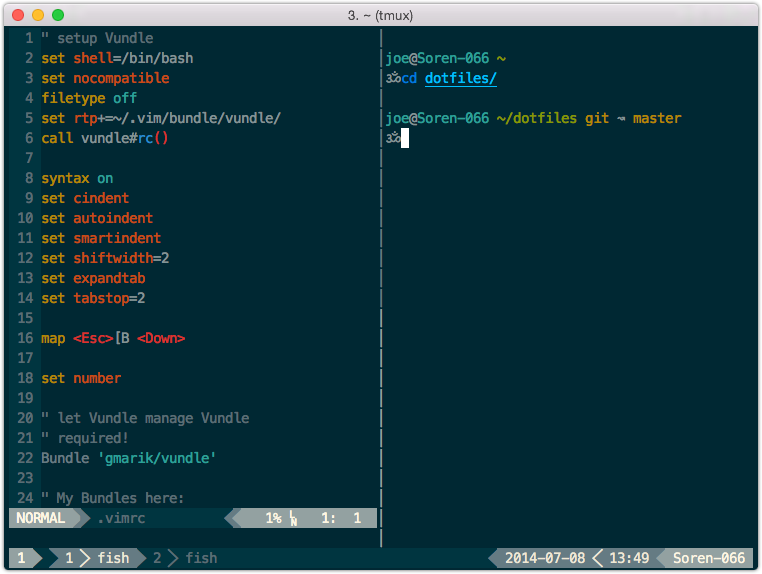 3. ~ (tmux)
1 " setup Vundle
2 set shell=/bin/bash
3 set nocompatible
4 filetype off
5 set rtp+=~/.vim/bundle/vundle/
6 call vundle#rc()
7
8 syntax on
9 set cindent
10 set autoindent
11 set smartindent
12 set shiftwidth=2
13 set expandtab
14 set tabstop=2
15
16 map <Esc>[B <Down>
17
18 set number
19
20 " let Vundle manage Vundle
21 " required!
22 Bundle 'gmarik/vundle'
23
24 " My Bundles here:
NORMAL .vimrc 1% LN 1: 1
joe@Soren-066 ~
ॐcd dotfiles/
joe@Soren-066 ~/dotfiles git ↝ master
ॐ
1 1 fish 2 fish 2014-07-08 13:49 Soren-066